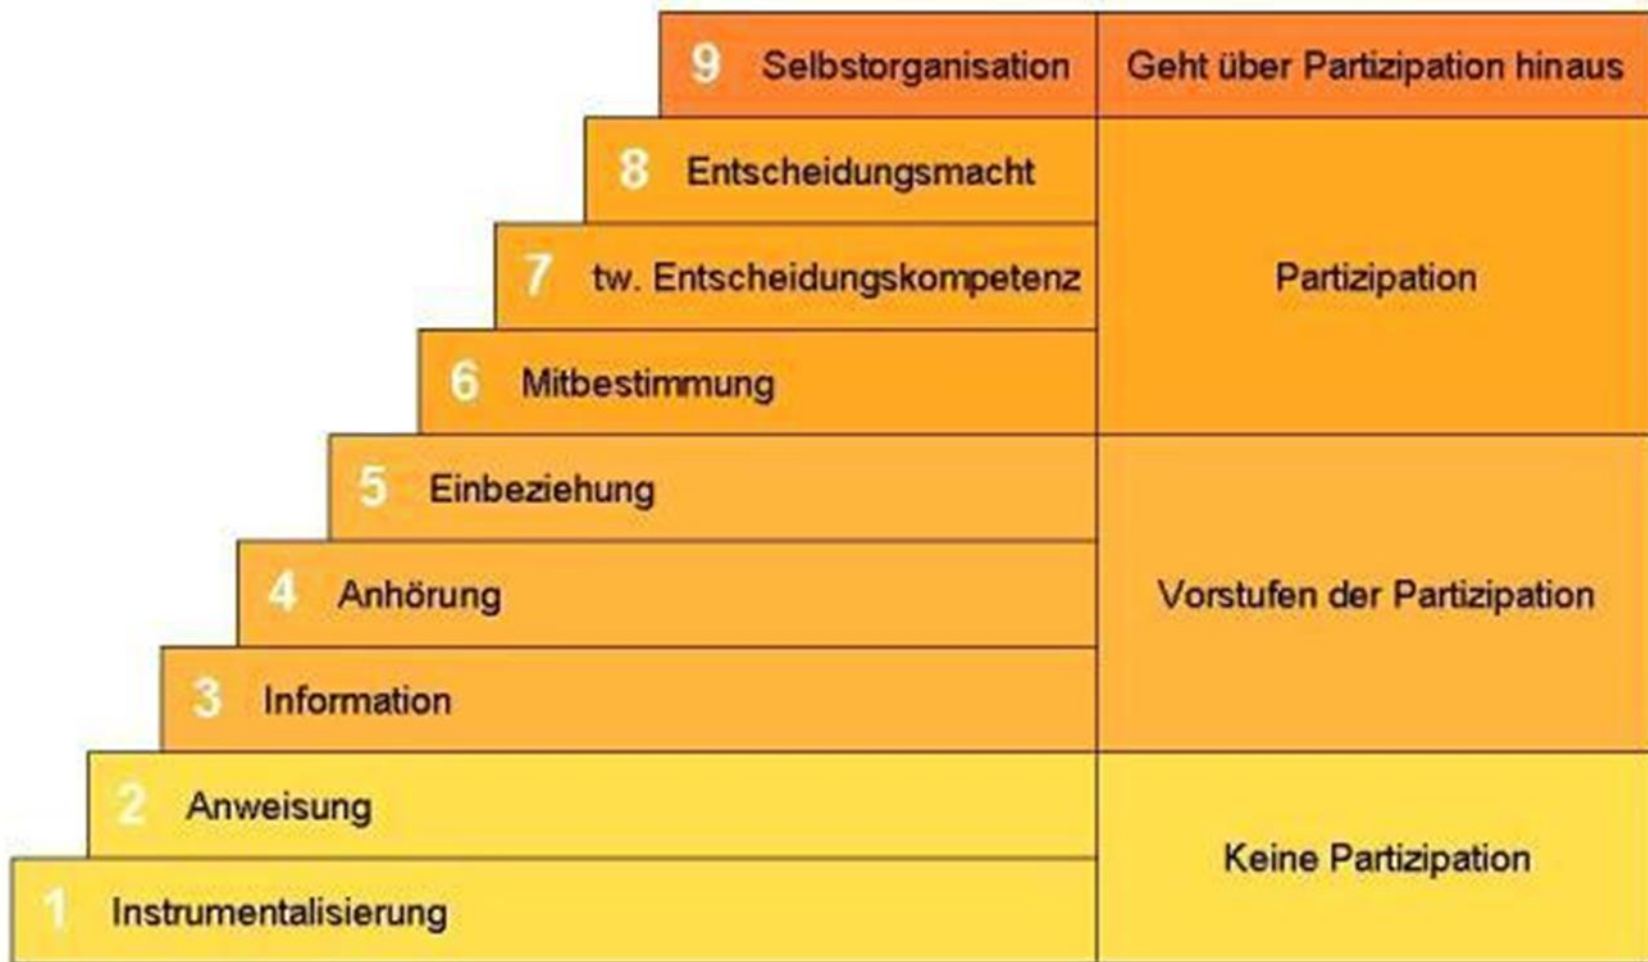 9 Selbstorganisation
Geht über Partizipation hinaus
8 Entscheidungsmacht
7 tw. Entscheidungskompetenz
Partizipation
6 Mitbestimmung
5 Einbeziehung
4 Anhörung
Vorstufen der Partizipation
3 Information
2 Anweisung
Keine Partizipation
1 Instrumentalisierung